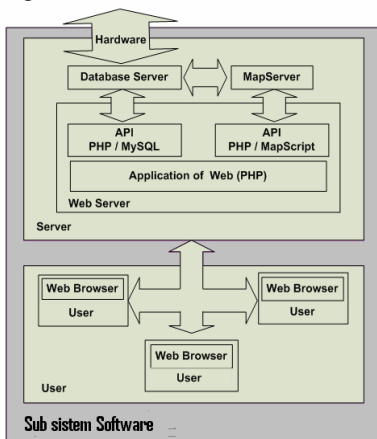 Hardware
Database Server
MapServer
API
PHP / MySQL
API
PHP / MapScript
Application of Web (PHP)
Web Server
Server
Web Browser
User
Web Browser
User
Web Browser
User
User
Sub sistem Software